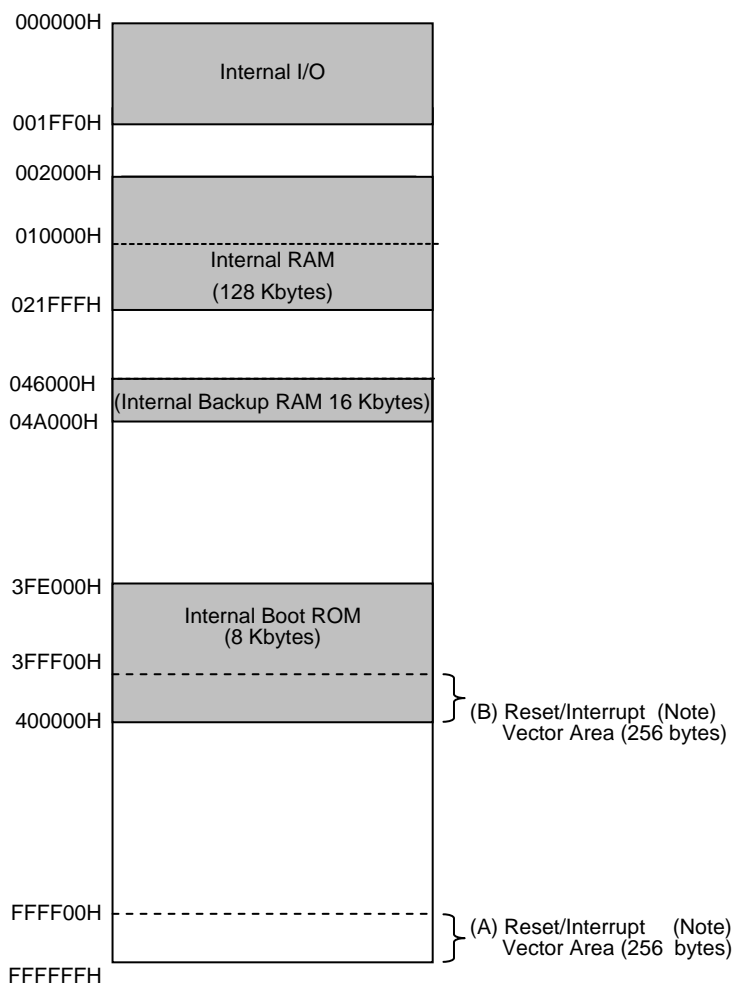 000000H
Internal I/O
001FF0H
002000H
010000H
Internal RAM
(128 Kbytes)
021FFFH
046000H
(Internal Backup RAM 16 Kbytes)
04A000H
3FE000H
Internal Boot ROM
(8 Kbytes)
3FFF00H
(B) Reset/Interrupt (Note)
400000H
Vector Area (256 bytes)
FFFF00H
(A) Reset/Interrupt (Note)
Vector Area (256 bytes)
FFFFFFH